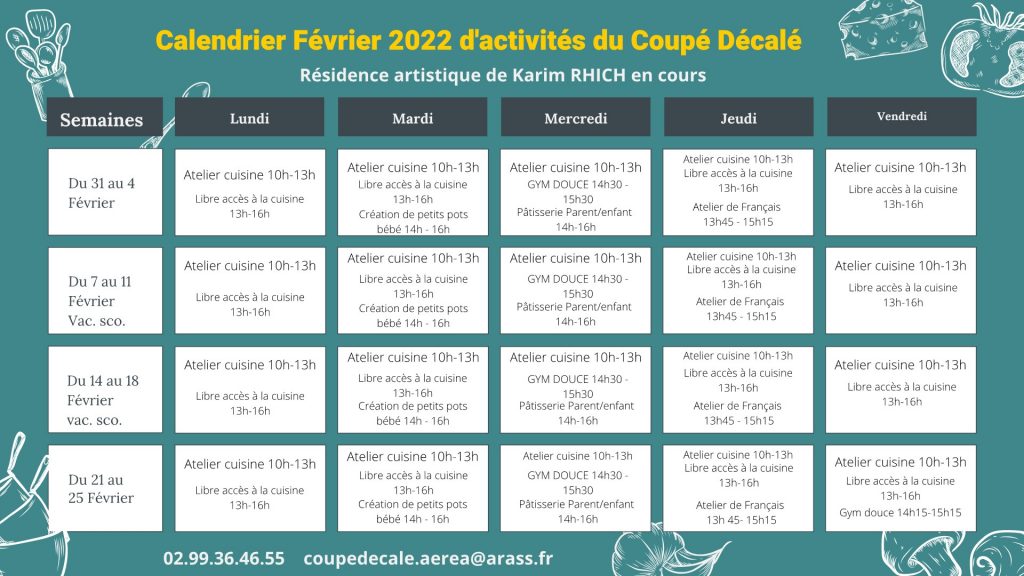 Calendrier Février 2022 d'activités du Coupé Décalé
Résidence artistique de Karim RHICH en cours
Semaines
Lundi
Mardi
Mercredi
Jeudi
Vendredi
Du 31 au 4
Février
Atelier cuisine 10h-13h
Libre accès à la cuisine
13h-16h
Atelier cuisine 10h-13h
Libre accès à la cuisine
13h-16h
Création de petits pots
bébé 14h - 16h
Atelier cuisine 10h-13h
GYM DOUCE 14h30 -
15h30
Pâtisserie Parent/enfant
14h-16h
Atelier cuisine 10h-13h
Libre accès à la cuisine
13h-16h
Atelier de Français
13h45 - 15h15
Atelier cuisine 10h-13h
Libre accès à la cuisine
13h-16h
Du 7 au 11
Février
Vac. sco.
Atelier cuisine 10h-13h
Libre accès à la cuisine
13h-16h
Atelier cuisine 10h-13h
Libre accès à la cuisine
13h-16h
Création de petits pots
bébé 14h - 16h
Atelier cuisine 10h-13h
GYM DOUCE 14h30 -
15h30
Pâtisserie Parent/enfant
14h-16h
Atelier cuisine 10h-13h
Libre accès à la cuisine
13h-16h
Atelier de Français
13h45 - 15h15
Atelier cuisine 10h-13h
Libre accès à la cuisine
13h-16h
Du 14 au 18
Février
vac. sco.
Atelier cuisine 10h-13h
Libre accès à la cuisine
13h-16h
Atelier cuisine 10h-13h
Libre accès à la cuisine
13h-16h
Création de petits pots
bébé 14h - 16h
Atelier cuisine 10h-13h
GYM DOUCE 14h30 -
15h30
Pâtisserie Parent/enfant
14h-16h
Atelier cuisine 10h-13h
Libre accès à la cuisine
13h-16h
Atelier de Français
13h45 - 15h15
Atelier cuisine 10h-13h
Libre accès à la cuisine
13h-16h
Du 21 au
25 Février
Atelier cuisine 10h-13h
Libre accès à la cuisine
13h-16h
Atelier cuisine 10h-13h
Libre accès à la cuisine
13h-16h
Création de petits pots
bébé 14h - 16h
Atelier cuisine 10h-13h
GYM DOUCE 14h30 -
15h30
Pâtisserie Parent/enfant
14h-16h
Atelier cuisine 10h-13h
Libre accès à la cuisine
13h-16h
Atelier de Français
13h 45- 15h15
Atelier cuisine 10h-13h
Libre accès à la cuisine
13h-16h
Gym douce 14h15-15h15
02.99.36.46.55 coupedecale.aerea@arass.fr